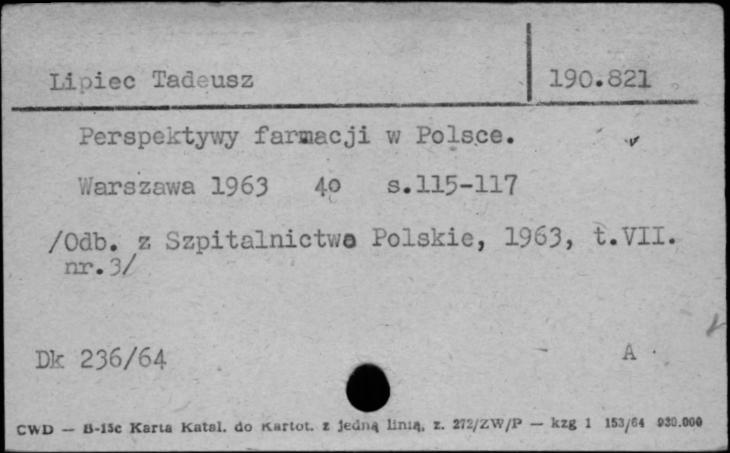 Lipiec Tadeusz 190.821
Perspektywy farmacji w Polsce.
Warszawa 1963 4o s.115-117
/Odb. z Szpitalnictwo Polskie, 1963, t.VII.
nr.3/
Dk 236/64 A
CWD — B-15c Karta Katal. do Kartot. z jedną linią, z. 272/ZW/P — kzg 1 153/64 930.000